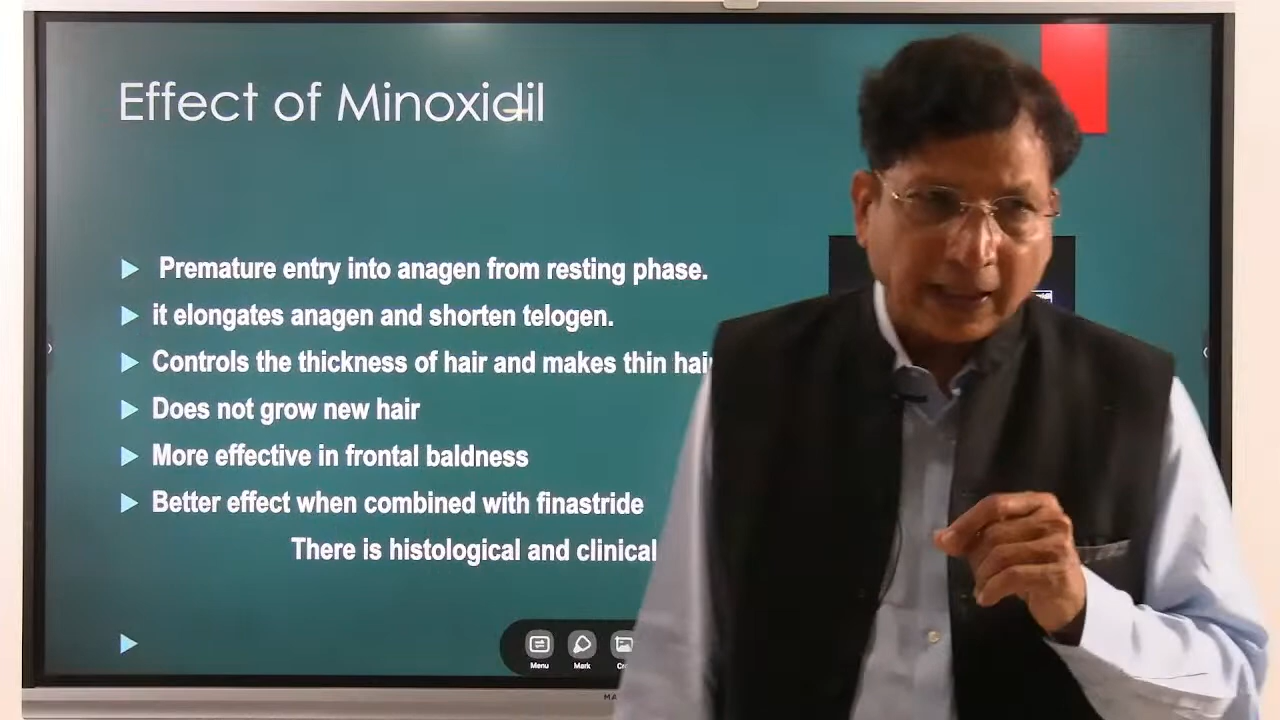 Effect of Minoxidil
Premature entry into anagen from resting phase.
it elongates anagen and shorten telogen.
Controls the thickness of hair and makes thin hair
Does not grow new hair
More effective in frontal baldness
Better effect when combined with finastride
There is histological and clinical
Menu Mark